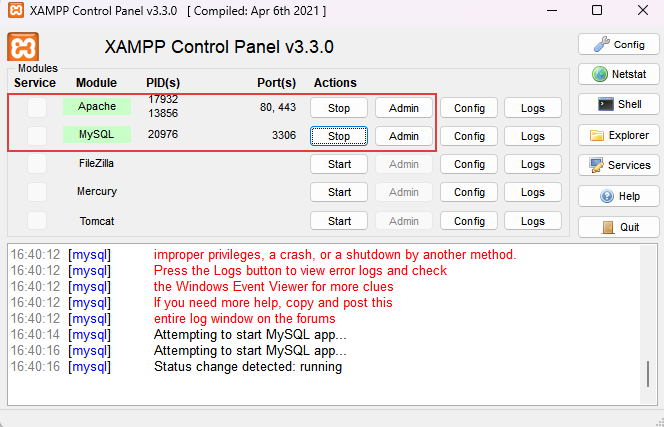 XAMPP Control Panel v3.3.0 [ Compiled: Apr 6th 2021 ]
XAMPP Control Panel v3.3.0
Config
Modules
Service Module PID(s) Port(s) Actions
Netstat
Apache 17932 13856 80, 443 Stop Admin Config Logs
Shell
MySQL 20976 3306 Stop Admin Config Logs
Explorer
FileZilla Start Admin Config Logs
Services
Mercury Start Admin Config Logs
Help
Tomcat Start Admin Config Logs
Quit
16:40:12 [mysql] improper privileges, a crash, or a shutdown by another method.
16:40:12 [mysql] Press the Logs button to view error logs and check
16:40:12 [mysql] the Windows Event Viewer for more clues
16:40:12 [mysql] If you need more help, copy and post this
16:40:12 [mysql] entire log window on the forums
16:40:14 [mysql] Attempting to start MySQL app...
16:40:16 [mysql] Attempting to start MySQL app...
16:40:16 [mysql] Status change detected: running